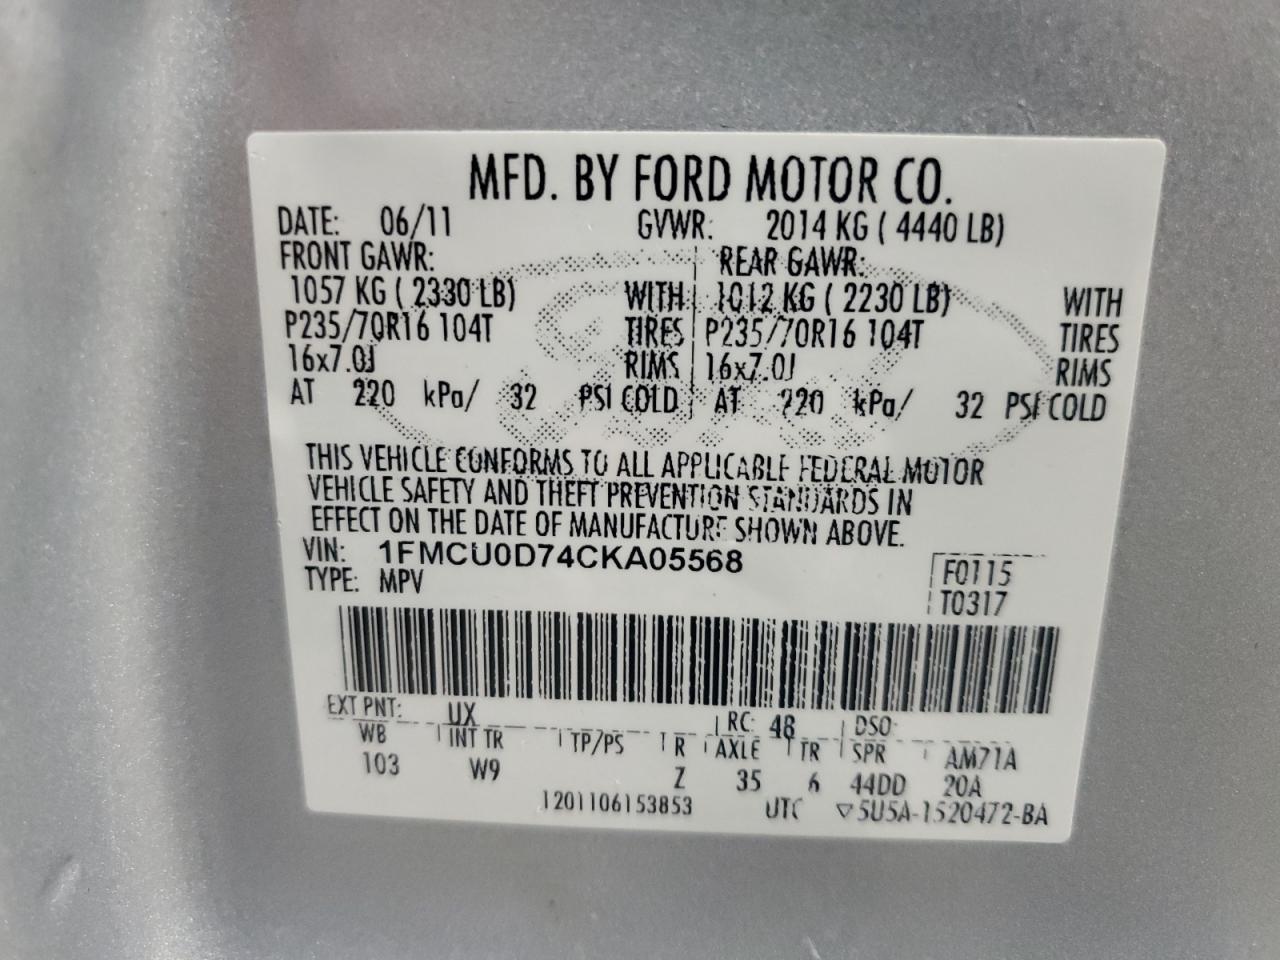 MFD. BY FORD MOTOR CO.
DATE: 06/11 GVWR: 2014 KG ( 4440 LB)
FRONT GAWR: REAR GAWR:
1057 KG ( 2330 LB) WITH 1012 KG ( 2230 LB) WITH
P235/70R16 104T TIRES P235/70R16 104T TIRES
16x7.0J RIMS 16x7.0J RIMS
AT 220 kPa/ 32 PSI COLD AT 220 kPa/ 32 PSI COLD
THIS VEHICLE CONFORMS TO ALL APPLICABLE FEDERAL MOTOR
VEHICLE SAFETY AND THEFT PREVENTION STANDARDS IN
EFFECT ON THE DATE OF MANUFACTURE SHOWN ABOVE.
VIN: 1FMCU0D74CKA05568
TYPE: MPV
F0115
T0317
EXT PNT: UX RC: 48 DSO:
WB INT TR TP/PS R AXLE TR SPR AM71A
103 W9 Z 35 6 44DD 20A
1201106153853 UTC ▽5U5A-1520472-BA